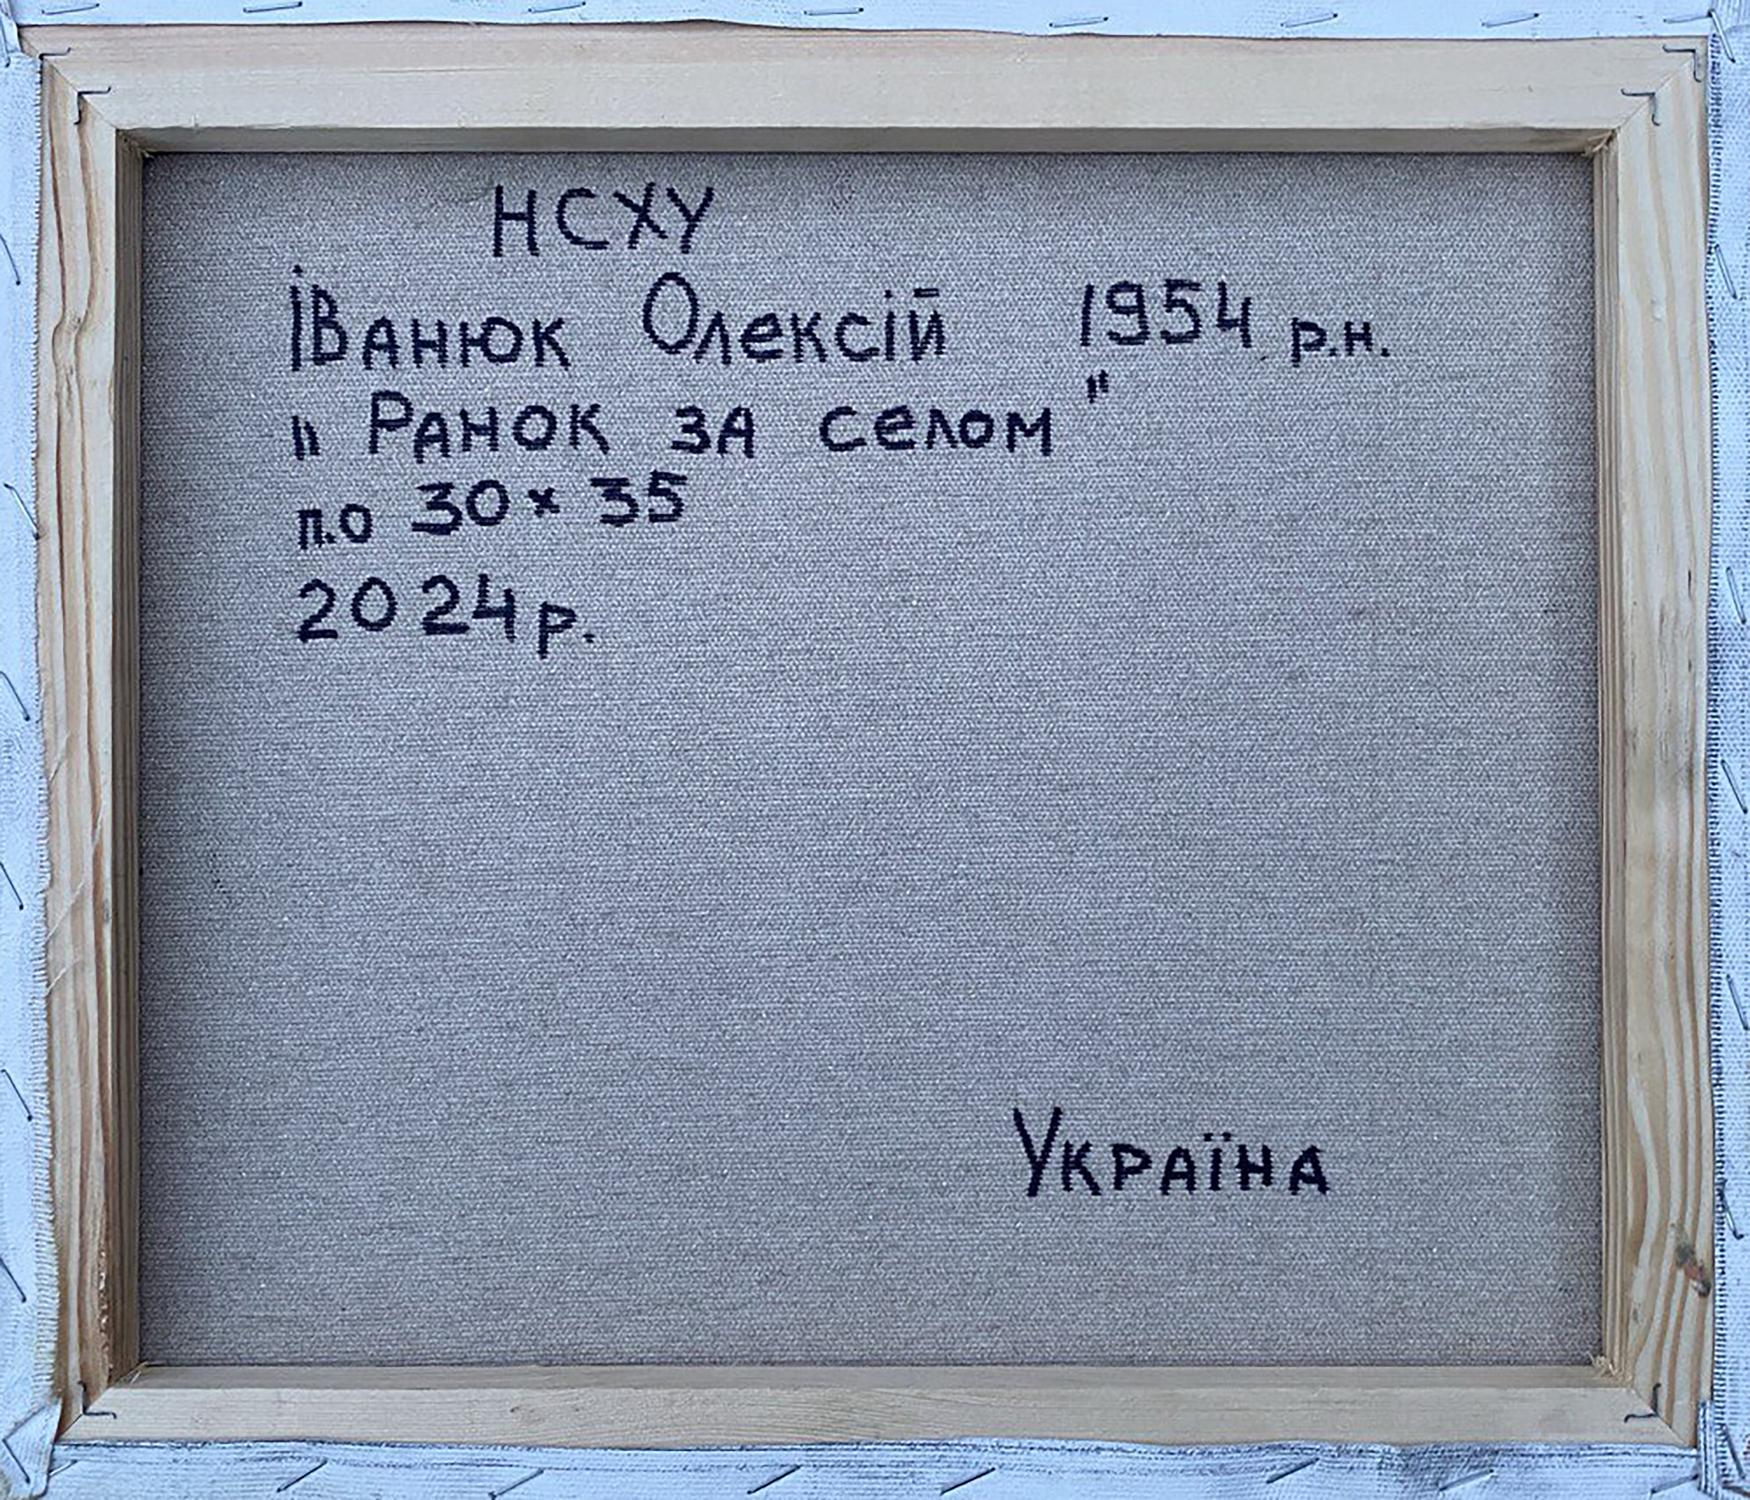 НСХУ
Іванюк Олексій 1954 р.н.
"Ранок за селом"
п.о 30×35
2024р.
Україна